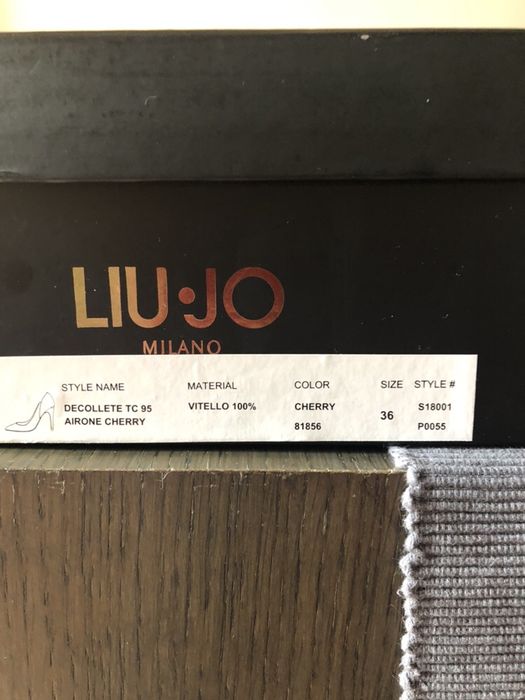 LIU·JO
MILANO
STYLE NAME MATERIAL COLOR SIZE STYLE #
DECOLLETE TC 95 VITELLO 100% CHERRY 36 S18001
AIRONE CHERRY 81856 P0055